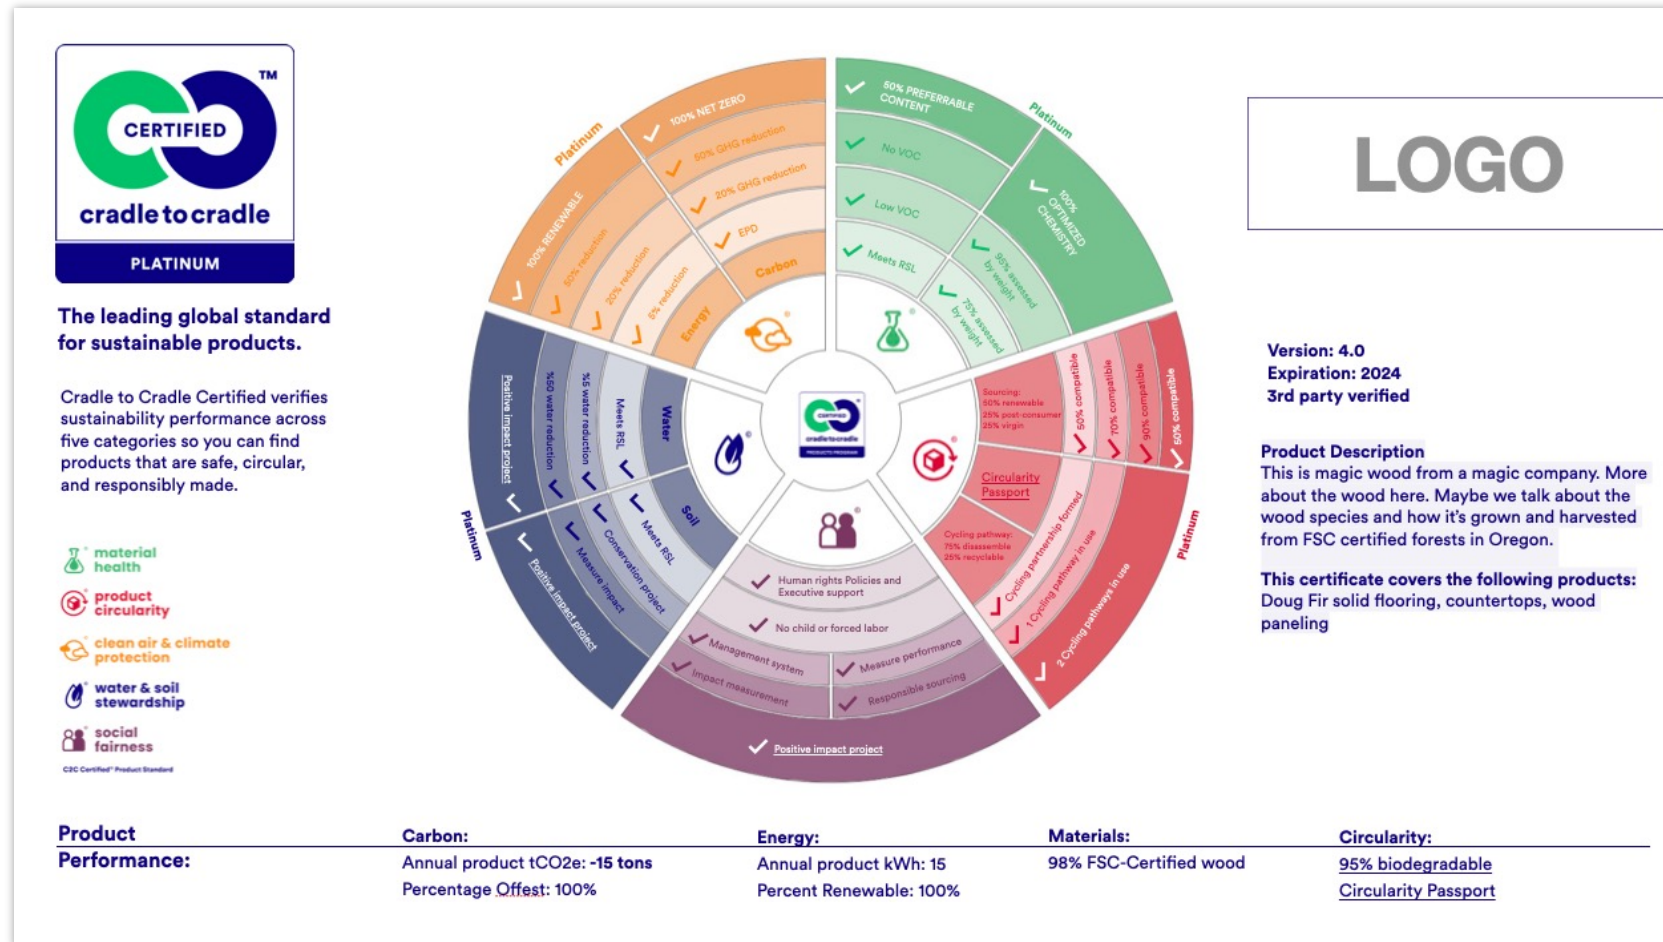 CERTIFIED
TM
cradle to cradle
PLATINUM
The leading global standard
for sustainable products.
Cradle to Cradle Certified verifies
sustainability performance across
five categories so you can find
products that are safe, circular,
and responsibly made.
material
health
product
circularity
clean air & climate
protection
water & soil
stewardship
social
fairness
C2C Certified® Product Standard
Platinum
100% NET ZERO
50% GHG reduction
20% GHG reduction
EPD
Carbon
100% RENEWABLE
50% reduction
20% reduction
5% reduction
Energy
Platinum
50% PREFERRABLE
CONTENT
No VOC
Low VOC
Meets RSL
100%
OPTIMIZED
CHEMISTRY
95% assessed
by weight
75% assessed
by weight
Platinum
Sourcing:
50% renewable
25% post-consumer
25% virgin
50% compatible
70% compatible
90% compatible
50% compatible
Circularity
Passport
Cycling pathway:
75% disassemble
25% recyclable
Cycling partnership formed
1 Cycling pathway in use
2 Cycling pathways in use
Platinum
Positive impact project
%50 water reduction
%5 water reduction
Meets RSL
Water
Soil
Meets RSL
Conservation project
Measure impact
Positive impact project
CERTIFIED
cradle to cradle
PRODUCTS PROGRAM
Human rights Policies and
Executive support
No child or forced labor
Management system
Measure performance
Impact measurement
Responsible sourcing
Positive impact project
LOGO
Version: 4.0
Expiration: 2024
3rd party verified
Product Description
This is magic wood from a magic company. More
about the wood here. Maybe we talk about the
wood species and how it's grown and harvested
from FSC certified forests in Oregon.
This certificate covers the following products:
Doug Fir solid flooring, countertops, wood
paneling
Product
Performance:
Carbon:
Annual product tCO2e: -15 tons
Percentage Offest: 100%
Energy:
Annual product kWh: 15
Percent Renewable: 100%
Materials:
98% FSC-Certified wood
Circularity:
95% biodegradable
Circularity Passport